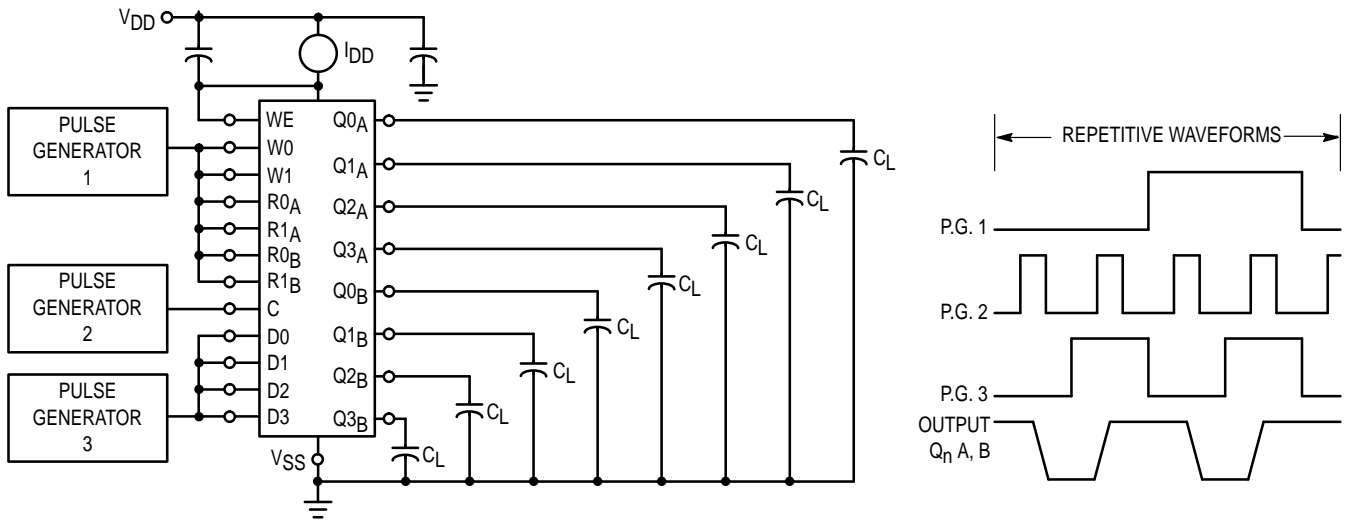 VDD
IDD
PULSE
GENERATOR
1
PULSE
GENERATOR
2
PULSE
GENERATOR
3
WE
W0
W1
R0A
R1A
R0B
R1B
C
D0
D1
D2
D3
Q0A
Q1A
Q2A
Q3A
Q0B
Q1B
Q2B
Q3B
VSS
CL
CL
CL
CL
CL
CL
CL
CL
REPETITIVE WAVEFORMS
P.G. 1
P.G. 2
P.G. 3
OUTPUT
Qn A, B